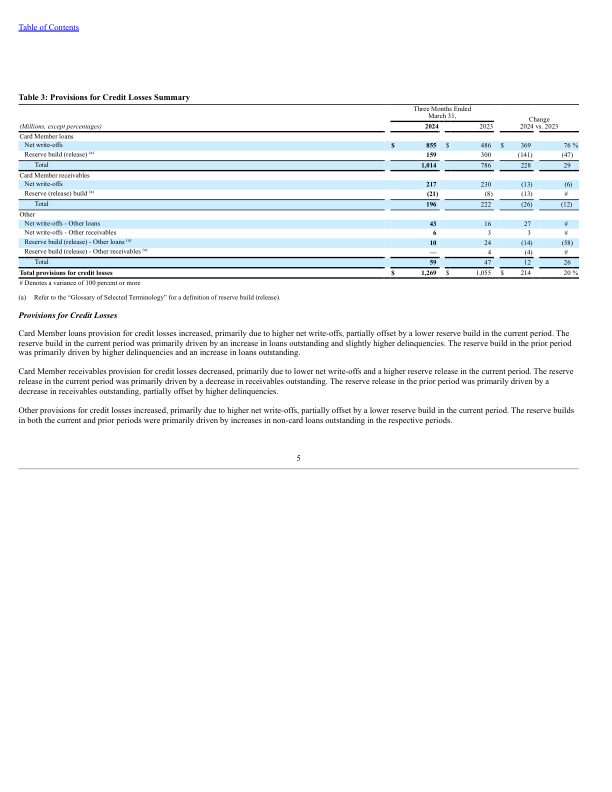 Table of Contents
Table 3: Provisions for Credit Losses Summary
Three Months Ended
March 31,
Change
2024 vs. 2023
(Millions, except percentages) 2024 2023
Card Member loans
Net write-offs $ 855 $ 486 $ 369 76 %
Reserve build (release) (a) 159 300 (141) (47)
Total 1,014 786 228 29
Card Member receivables
Net write-offs 217 230 (13) (6)
Reserve (release) build (a) (21) (8) (13) #
Total 196 222 (26) (12)
Other
Net write-offs - Other loans 43 16 27 #
Net write-offs - Other receivables 6 3 3 #
Reserve build (release) - Other loans (a) 10 24 (14) (58)
Reserve build (release) - Other receivables (a) — 4 (4) #
Total 59 47 12 26
Total provisions for credit losses $ 1,269 $ 1,055 $ 214 20 %
# Denotes a variance of 100 percent or more
(a) Refer to the “Glossary of Selected Terminology” for a definition of reserve build (release).
Provisions for Credit Losses
Card Member loans provision for credit losses increased, primarily due to higher net write-offs, partially offset by a lower reserve build in the current period. The
reserve build in the current period was primarily driven by an increase in loans outstanding and slightly higher delinquencies. The reserve build in the prior period
was primarily driven by higher delinquencies and an increase in loans outstanding.
Card Member receivables provision for credit losses decreased, primarily due to lower net write-offs and a higher reserve release in the current period. The reserve
release in the current period was primarily driven by a decrease in receivables outstanding. The reserve release in the prior period was primarily driven by a
decrease in receivables outstanding, partially offset by higher delinquencies.
Other provisions for credit losses increased, primarily due to higher net write-offs, partially offset by a lower reserve build in the current period. The reserve builds
in both the current and prior periods were primarily driven by increases in non-card loans outstanding in the respective periods.
5